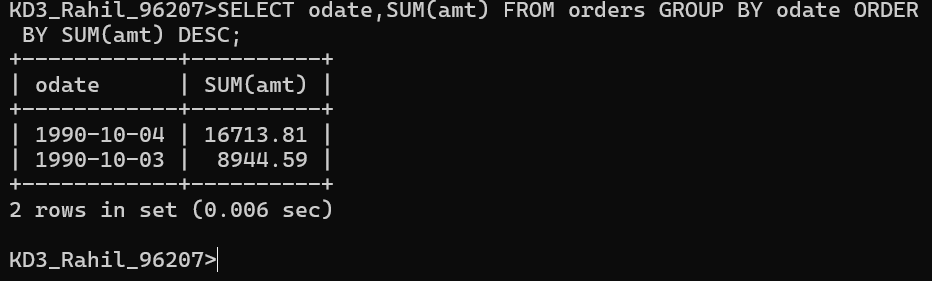 KD3_Rahil_96207>SELECT odate,SUM(amt) FROM orders GROUP BY odate ORDER
 BY SUM(amt) DESC;
+------------+----------+
| odate      | SUM(amt) |
+------------+----------+
| 1990-10-04 | 16713.81 |
| 1990-10-03 |  8944.59 |
+------------+----------+
2 rows in set (0.006 sec)

KD3_Rahil_96207>